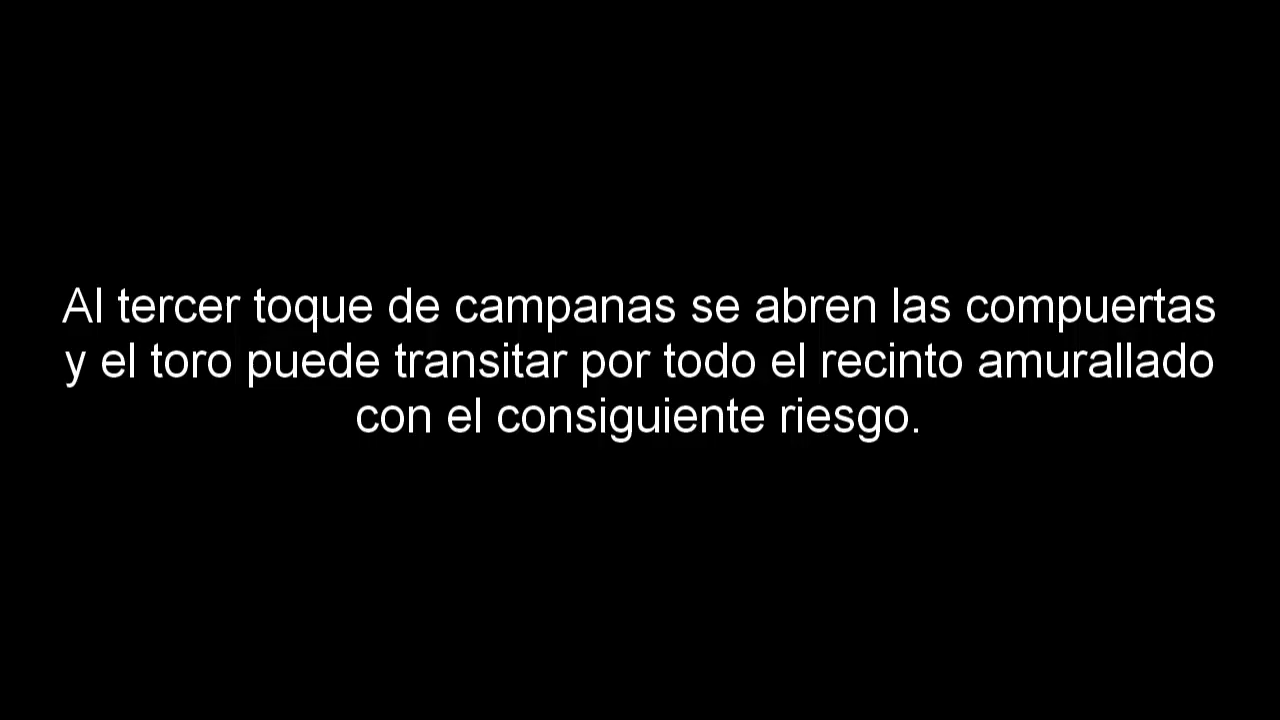 Al tercer toque de campanas se abren las compuertas
y el toro puede transitar por todo el recinto amurallado
con el consiguiente riesgo.